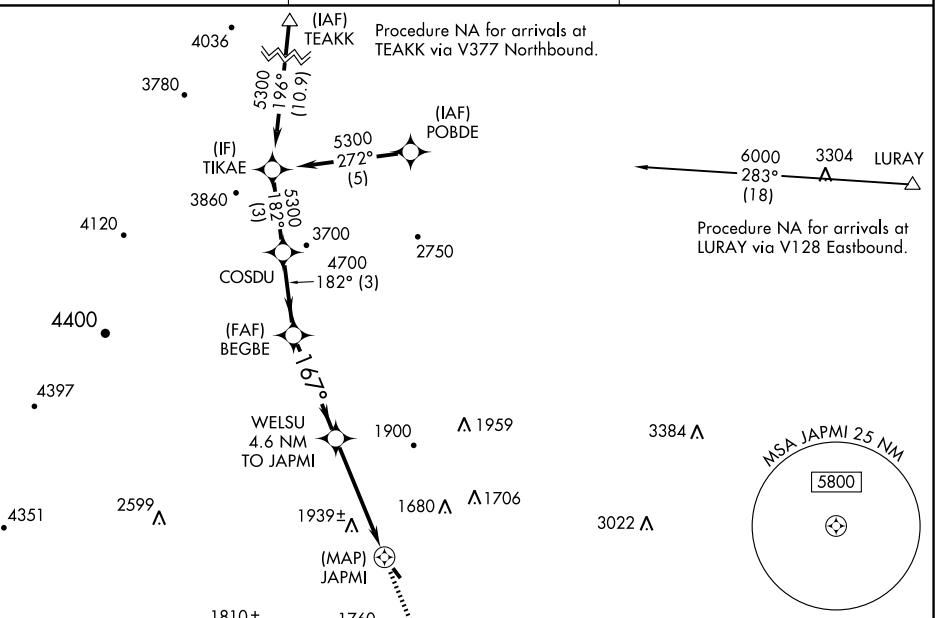 4036
(IAF)
TEAKK
Procedure NA for arrivals at
TEAKK via V377 Northbound.
3780
5300
196°
(10.9)
(IAF)
POBDE
(IF)
TIKAE
5300
272°
(5)
6000
283°
(18)
3304
LURAY
Procedure NA for arrivals at
LURAY via V128 Eastbound.
3860
5300
182°
(3)
4120
3700
2750
COSDU
4700
182° (3)
4400
(FAF)
BEGBE
167°
4397
WELSU
4.6 NM
TO JAPMI
1900
1959
3384
MSA JAPMI 25 NM
5800
4351
2599
1939±
1680
1706
3022
(MAP)
JAPMI
1810±
1760